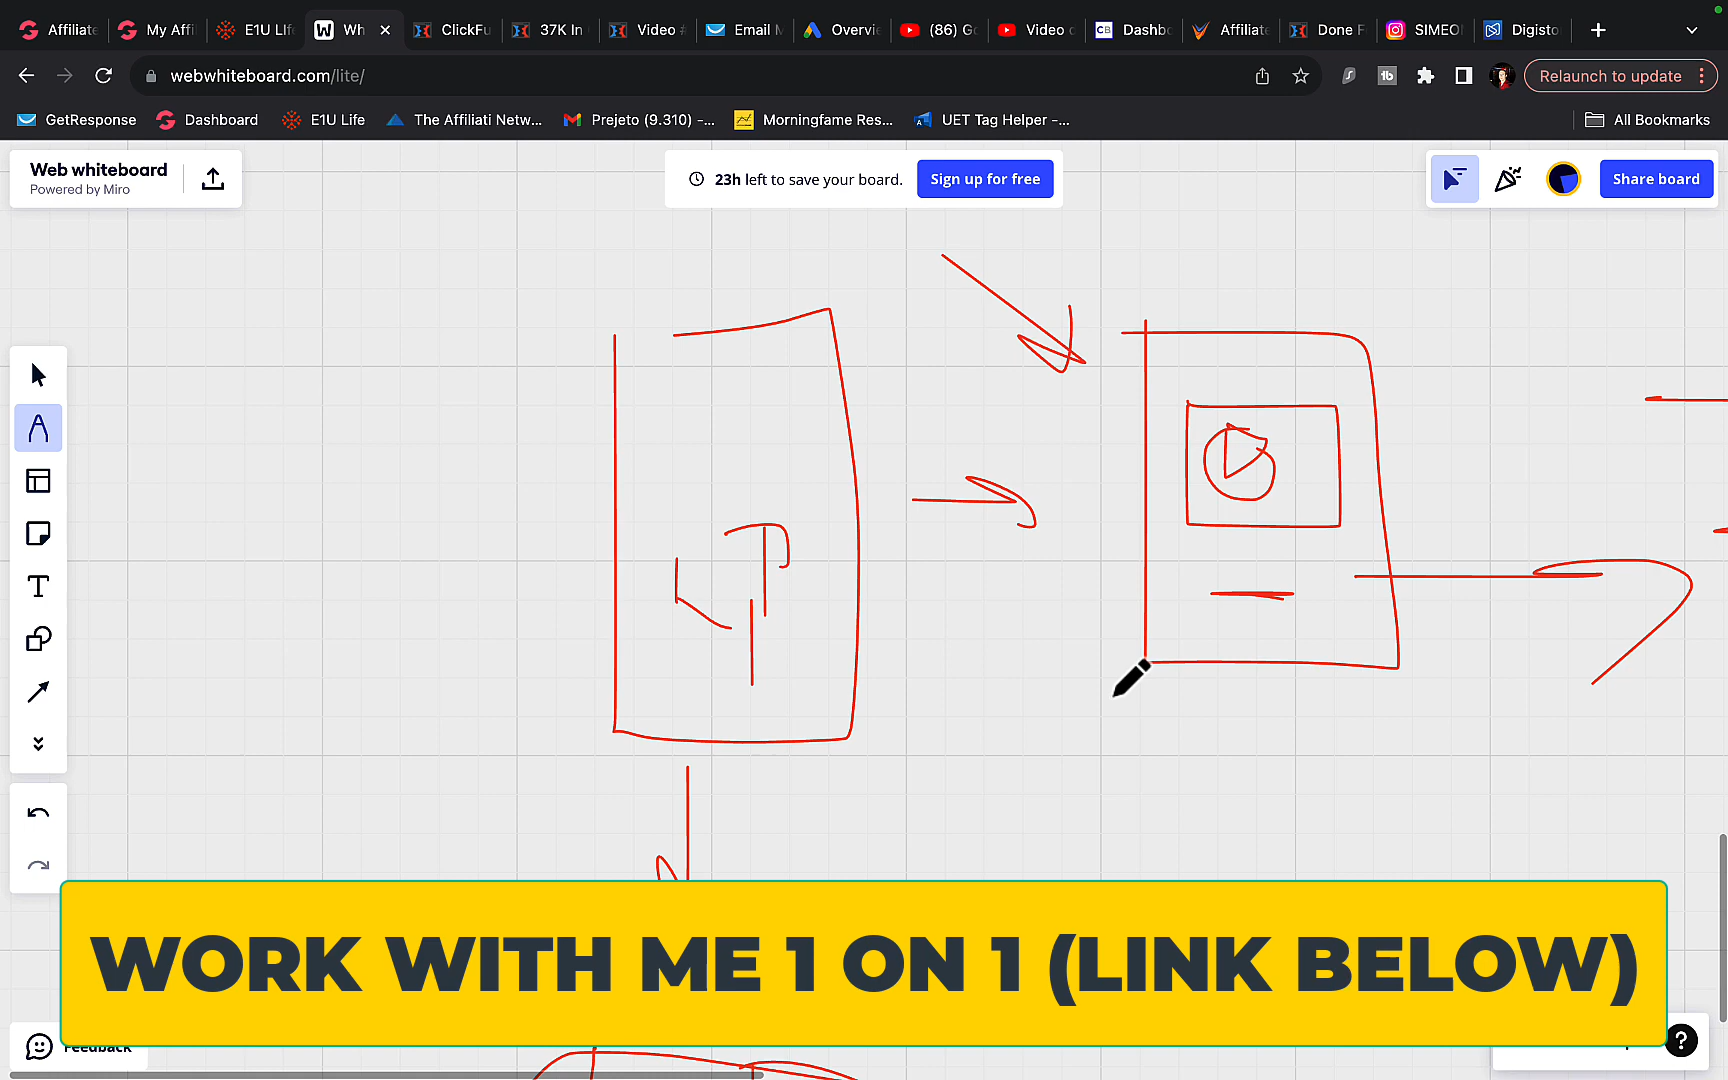 Affiliate
My Affi
E1U Life
Wh
ClickFu
37K In
Video #
Email M
Overvi
(86) Go
Video c
Dashbo
Affiliate
Done F
SIMEO
Digisto
webwhiteboard.com/lite/
Relaunch to update
GetResponse
Dashboard
E1U Life
The Affiliati Netw...
Prejeto (9.310) -...
Morningfame Res...
UET Tag Helper -...
All Bookmarks
Web whiteboard
Powered by Miro
23h left to save your board.
Sign up for free
Share board
WORK WITH ME 1 ON 1 (LINK BELOW)
Feedback